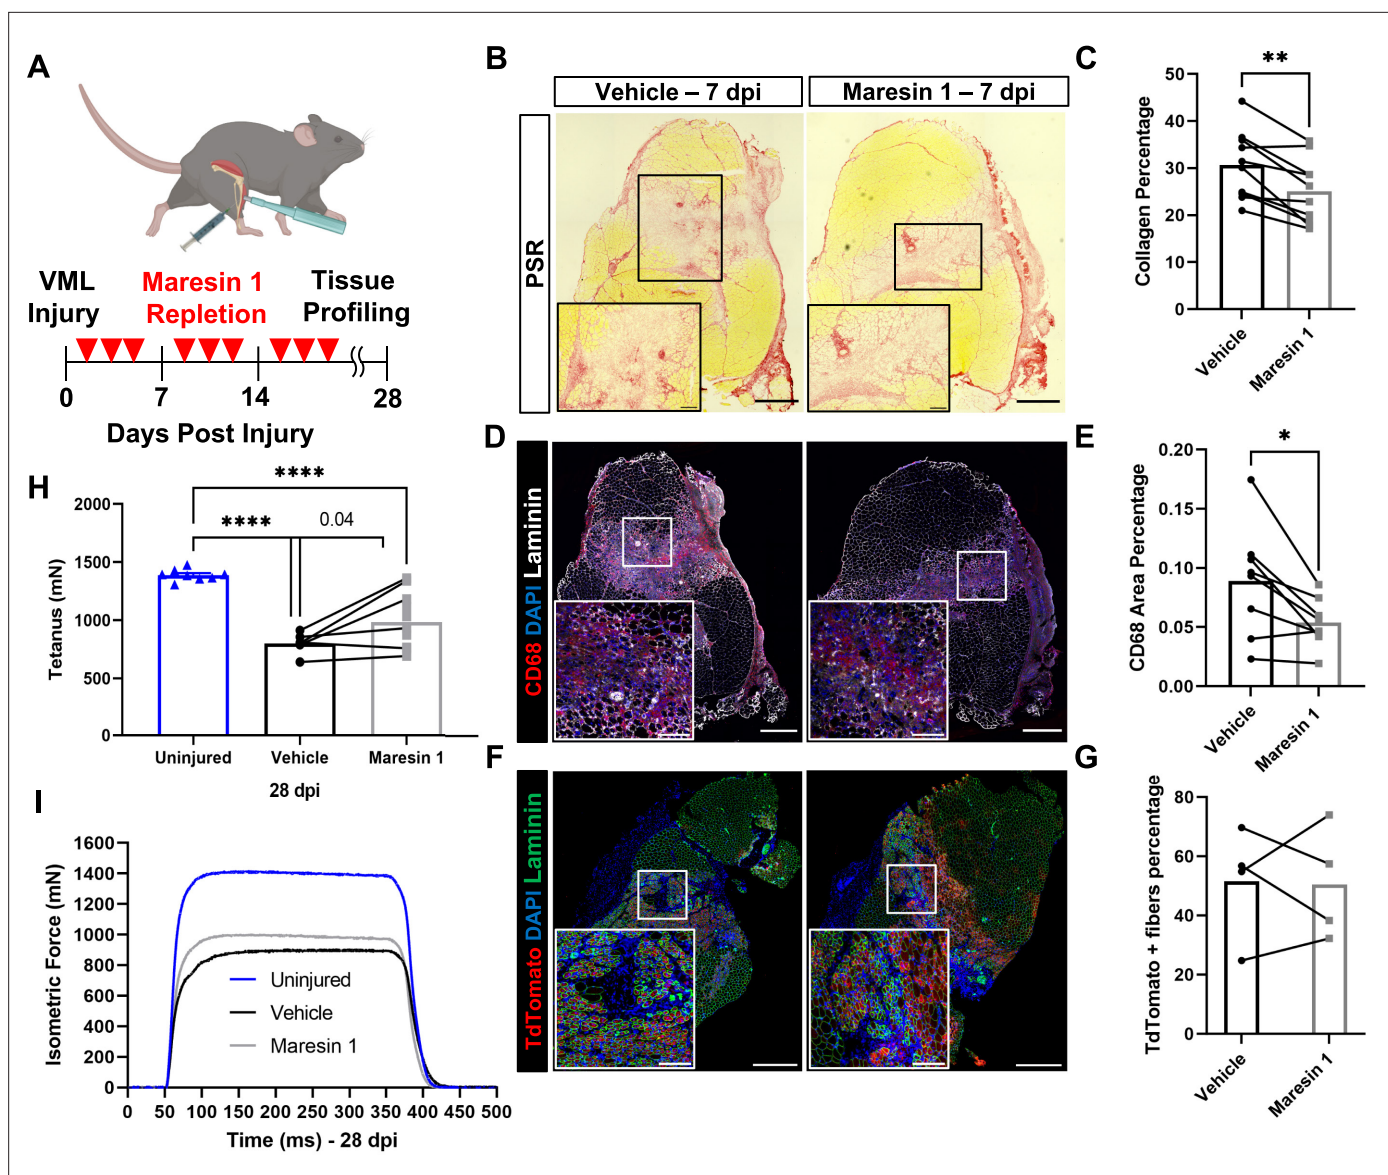 A
VML
Injury
Maresin 1
Repletion
Tissue
Profiling
0
7
14
28
Days Post Injury
B
Vehicle – 7 dpi
Maresin 1 – 7 dpi
PSR
C
**
Collagen Percentage
50
40
30
20
10
0
Vehicle
Maresin 1
D
CD68 DAPI Laminin
E
*
CD68 Area Percentage
0.20
0.15
0.10
0.05
0.00
Vehicle
Maresin 1
F
TdTomato DAPI Laminin
G
TdTomato + fibers percentage
80
60
40
20
0
Vehicle
Maresin 1
H
****
****
0.04
Tetanus (mN)
2000
1500
1000
500
0
Uninjured
Vehicle
Maresin 1
28 dpi
I
Isometric Force (mN)
1600
1400
1200
1000
800
600
400
200
0
Uninjured
Vehicle
Maresin 1
0 50 100 150 200 250 300 350 400 450 500
Time (ms) - 28 dpi